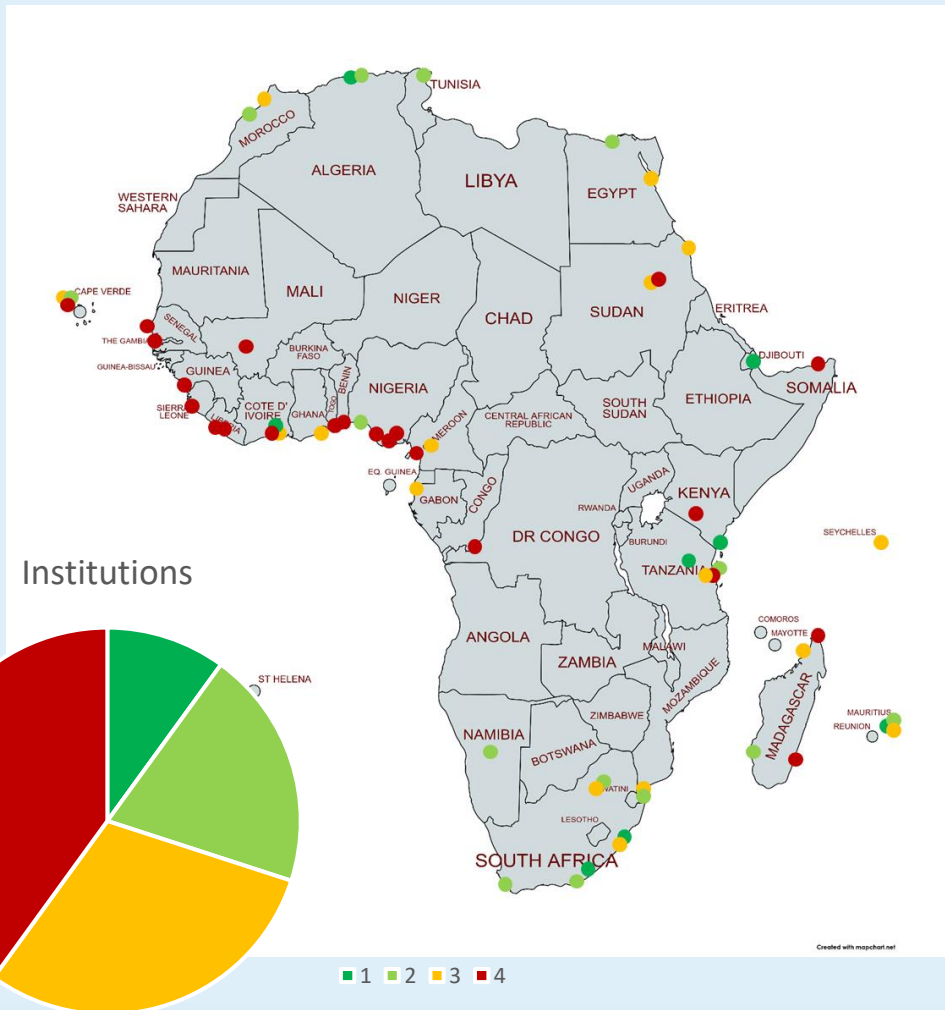 TUNISIA
MOROCCO
ALGERIA
LIBYA
EGYPT
WESTERN
SAHARA
MAURITANIA
MALI
NIGER
CHAD
SUDAN
ERITREA
CAPE VERDE
SENEGAL
THE GAMBIA
GUINEA-BISSAU
GUINEA
BURKINA
FASO
BENIN
NIGERIA
DJIBOUTI
SOMALIA
ETHIOPIA
SIERRA
LEONE
LIBERIA
COTE D'
IVOIRE
GHANA
TOGO
CAMEROON
CENTRAL AFRICAN
REPUBLIC
SOUTH
SUDAN
EQ. GUINEA
GABON
CONGO
DR CONGO
UGANDA
KENYA
RWANDA
BURUNDI
TANZANIA
SEYCHELLES
Institutions
COMOROS
MAYOTTE
ANGOLA
ZAMBIA
MALAWI
MOZAMBIQUE
MADAGASCAR
ST HELENA
MAURITIUS
REUNION
NAMIBIA
ZIMBABWE
BOTSWANA
WATINI
LESOTHO
SOUTH AFRICA
Created with mapchart.net
1 2 3 4